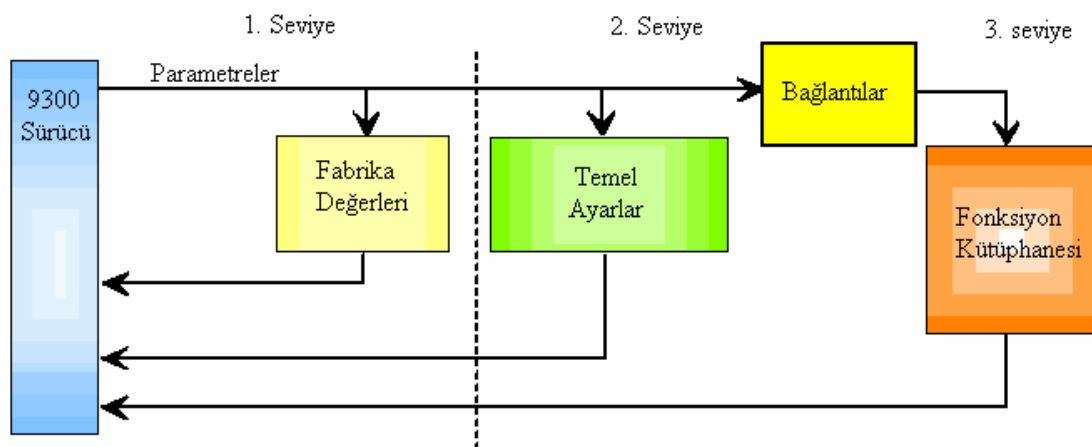 1. Seviye
2. Seviye
3. seviye
Parametreler
9300
Sürücü
Fabrika
Değerleri
Temel
Ayarlar
Bağlantılar
Fonksiyon
Kütüphanesi